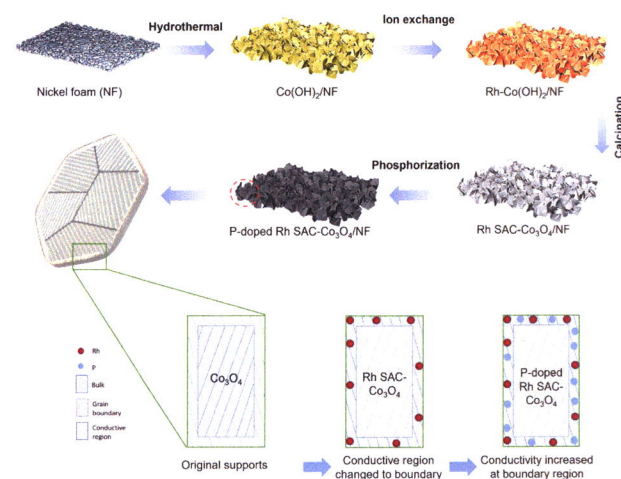 Hydrothermal
Ion exchange
Nickel foam (NF)
Co(OH)₂/NF
Rh-Co(OH)₂/NF
Calcination
Phosphorization
P-doped Rh SAC-Co₃O₄/NF
Rh SAC-Co₃O₄/NF
Rh
P
Bulk
Grain
boundary
Conductive
region
Co₃O₄
Rh SAC-
Co₃O₄
P-doped
Rh SAC-
Co₃O₄
Original supports
Conductive region
changed to boundary
Conductivity increased
at boundary region